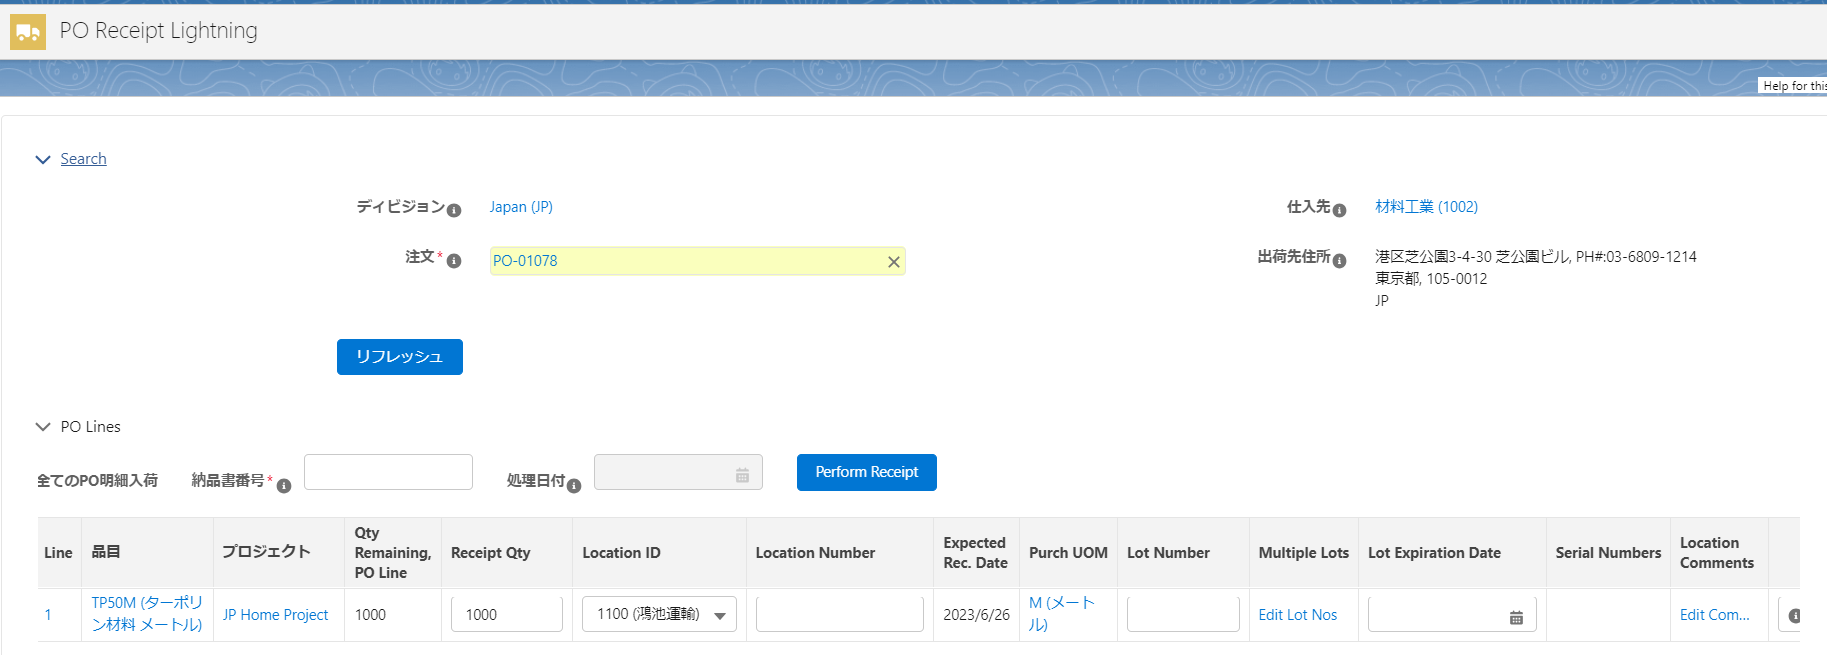 PO Receipt Lightning
Help for this
Search
デイビジョン
Japan (JP)
仕入先
材料工業 (1002)
注文*
PO-01078
出荷先住所
港区芝公園3-4-30 芝公園ビル, PH#:03-6809-1214
東京都, 105-0012
JP
リフレッシュ
PO Lines
全てのPO明細入荷
納品書番号*
処理日付
Perform Receipt
Line
品目
プロジェクト
Qty
Remaining,
PO Line
Receipt Qty
Location ID
Location Number
Expected
Rec. Date
Purch UOM
Lot Number
Multiple Lots
Lot Expiration Date
Serial Numbers
Location
Comments
1
TP50M (ターポリ
ン材料 メートル)
JP Home Project
1000
1000
1100 (鴻池運輸)
2023/6/26
M (メート
ル)
Edit Lot Nos
Edit Com...